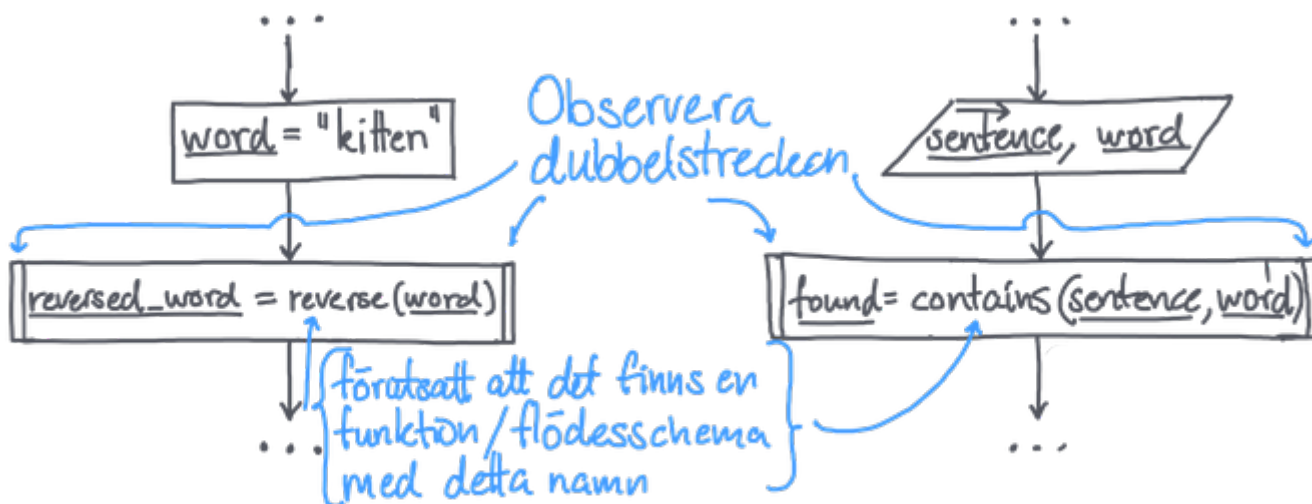 ...
...
word = "kitten"
Observera
dubbelstrecken
sentence, word
reversed_word = reverse(word)
found = contains(sentence, word)
förutsatt att det finns en
funktion/flödesschema
med detta namn
...
...